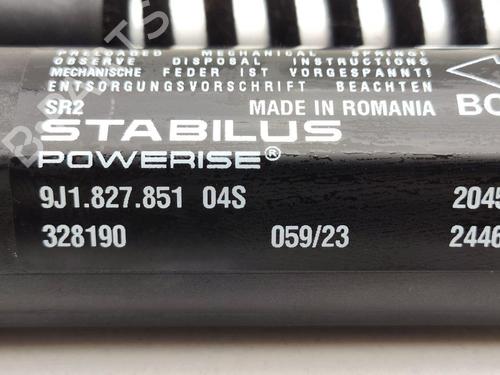 PRELOADED MECHANICAL SPRING!
OBSERVE DISPOSAL INSTRUCTIONS
MECHANISCHE FEDER IST VORGESPANNT!
ENTSORGUNGSVORSCHRIFT BEACHTEN
SR2 MADE IN ROMANIA
STABILUS
POWERISE®
9J1.827.851 04S
328190 059/23